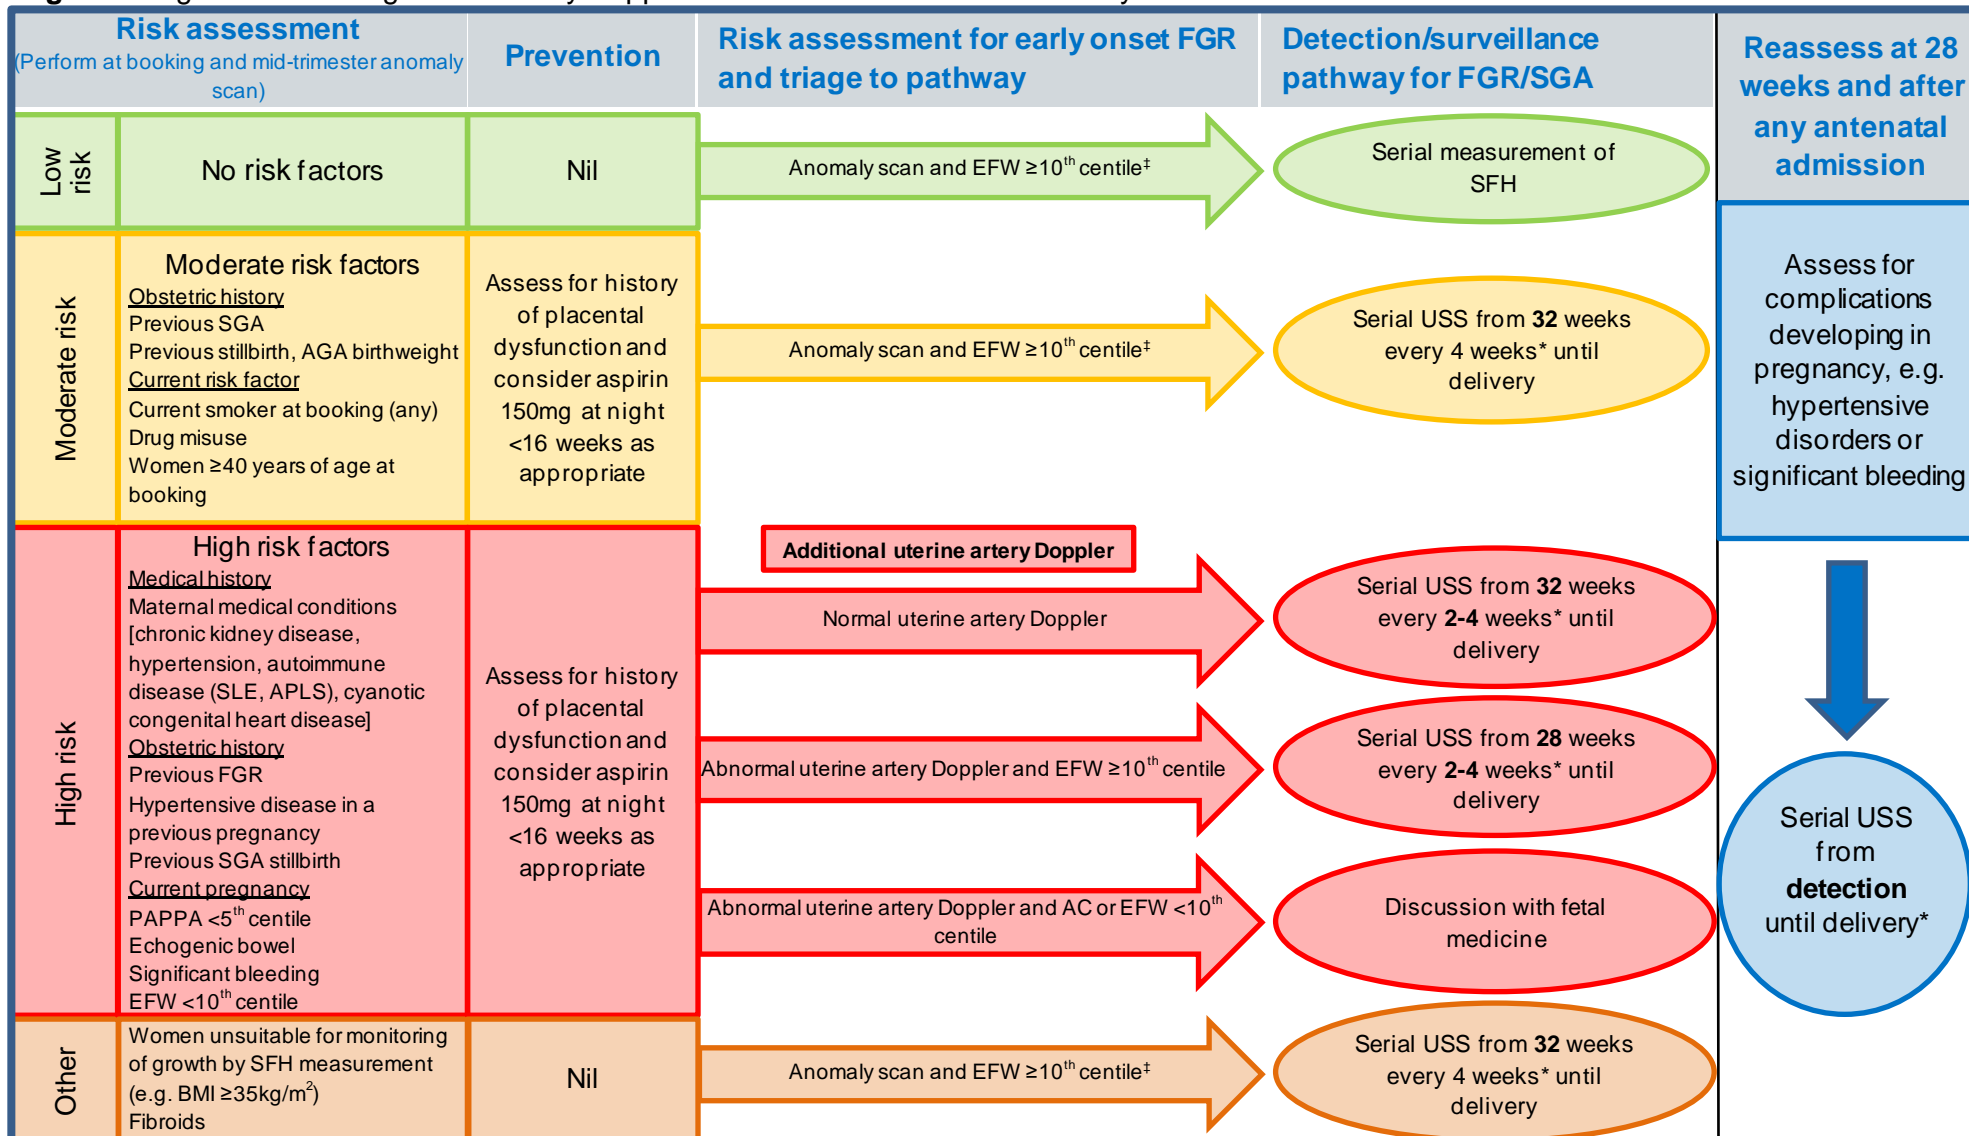 Risk assessment
(Perform at booking and mid-trimester anomaly
scan)
Prevention
Risk assessment for early onset FGR
and triage to pathway
Detection/surveillance
pathway for FGR/SGA
Reassess at 28
weeks and after
any antenatal
admission
Low
risk
No risk factors
Nil
Anomaly scan and EFW ≥10th centile‡
Serial measurement of
SFH
Moderate risk
Moderate risk factors
Obstetric history
Previous SGA
Previous stillbirth, AGA birthweight
Current risk factor
Current smoker at booking (any)
Drug misuse
Women ≥40 years of age at
booking
Assess for history
of placental
dysfunction and
consider aspirin
150mg at night
<16 weeks as
appropriate
Anomaly scan and EFW ≥10th centile‡
Serial USS from 32 weeks
every 4 weeks* until
delivery
Assess for
complications
developing in
pregnancy, e.g.
hypertensive
disorders or
significant bleeding
High risk
High risk factors
Medical history
Maternal medical conditions
[chronic kidney disease,
hypertension, autoimmune
disease (SLE, APLS), cyanotic
congenital heart disease]
Obstetric history
Previous FGR
Hypertensive disease in a
previous pregnancy
Previous SGA stillbirth
Current pregnancy
PAPPA <5th centile
Echogenic bowel
Significant bleeding
EFW <10th centile
Assess for history
of placental
dysfunction and
consider aspirin
150mg at night
<16 weeks as
appropriate
Additional uterine artery Doppler
Normal uterine artery Doppler
Serial USS from 32 weeks
every 2-4 weeks* until
delivery
Abnormal uterine artery Doppler and EFW ≥10th centile
Serial USS from 28 weeks
every 2-4 weeks* until
delivery
Abnormal uterine artery Doppler and AC or EFW <10th
centile
Discussion with fetal
medicine
Serial USS
from
detection
until delivery*
Other
Women unsuitable for monitoring
of growth by SFH measurement
(e.g. BMI ≥35kg/m2)
Fibroids
Nil
Anomaly scan and EFW ≥10th centile‡
Serial USS from 32 weeks
every 4 weeks* until
delivery